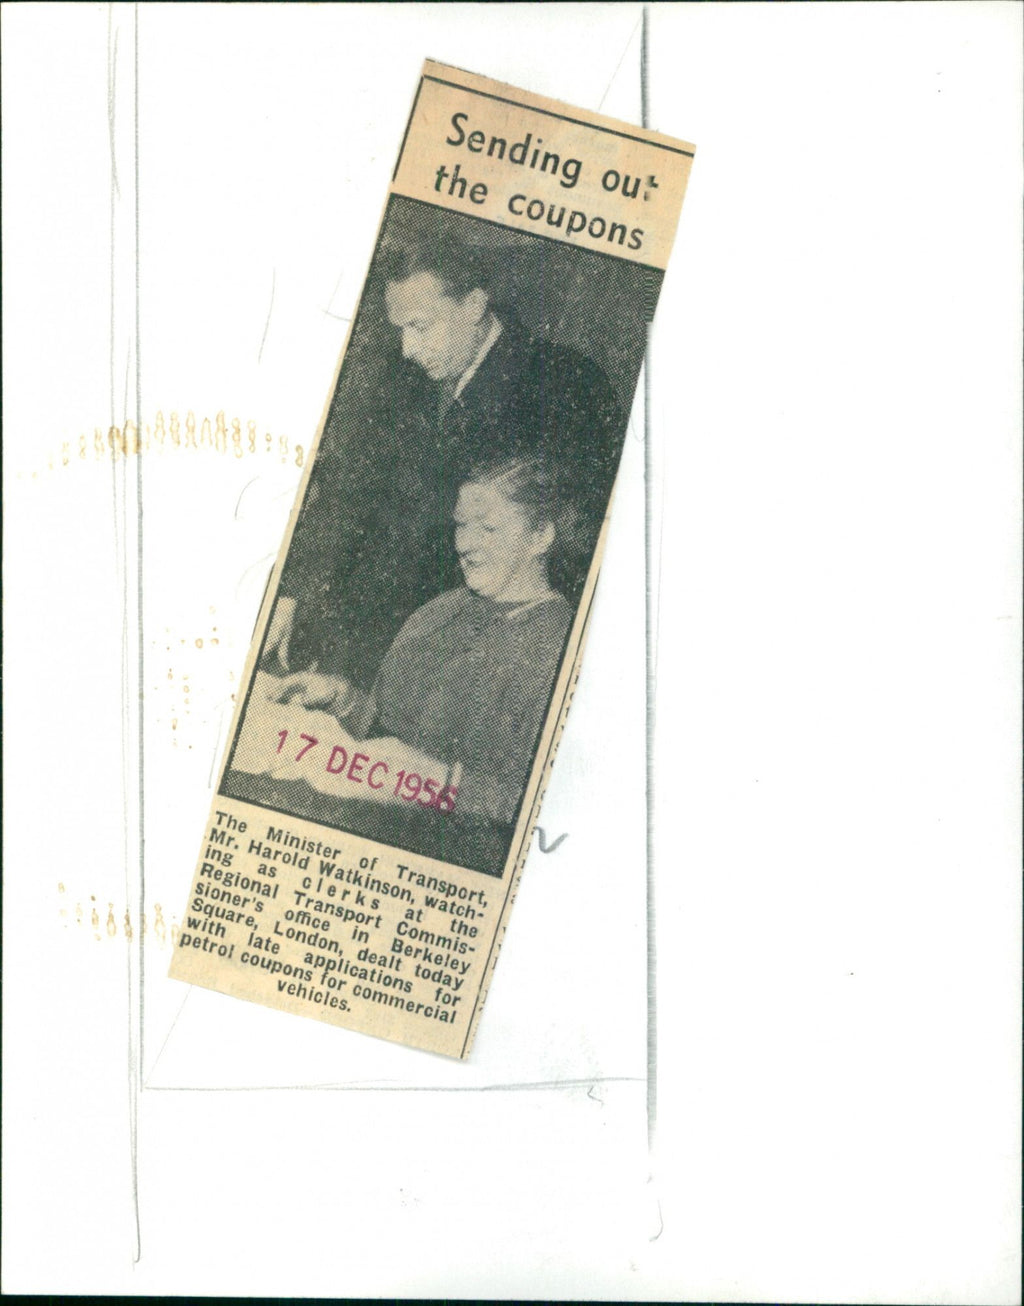 Sending out
the coupons
17 DEC 1956
The Minister of Transport,
Mr. Harold Watkinson, watch-
ing as clerks at the
Regional Transport Commis-
sioner's office in Berkeley
Square, London, dealt today
with late applications for
petrol coupons for commercial
vehicles.